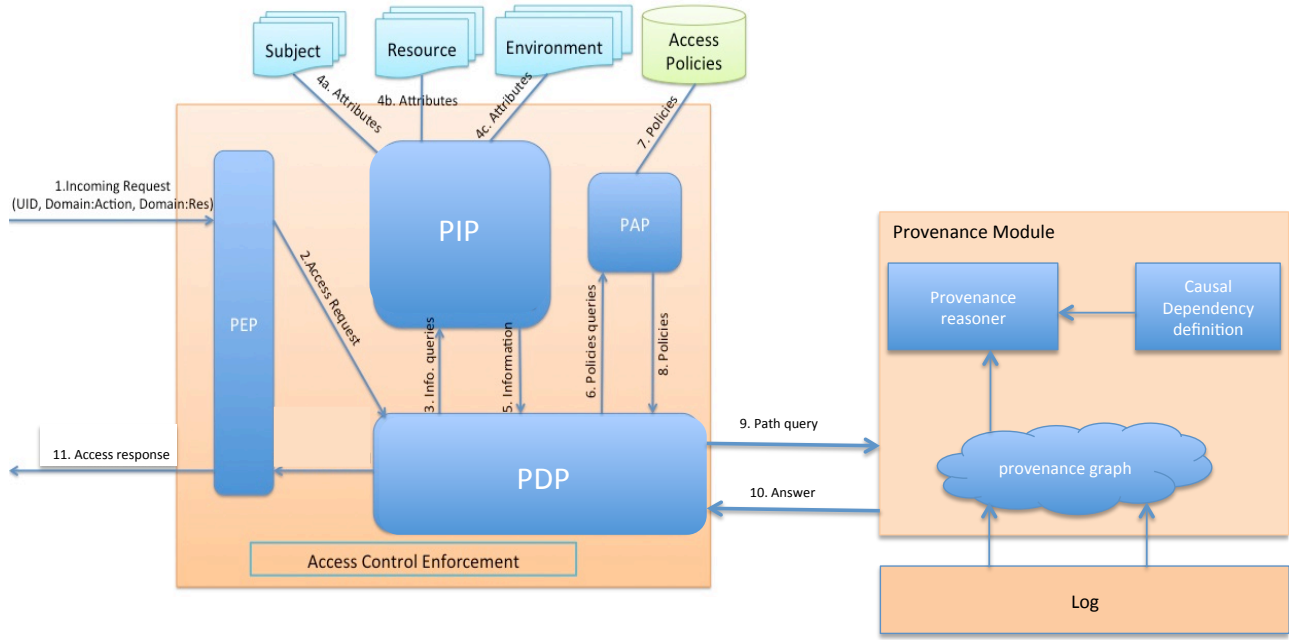 Subject
Resource
Environment
Access
Policies
4a. Attributes
4b. Attributes
4c. Attributes
7. Policies
1.Incoming Request
(UID, Domain:Action, Domain:Res)
PEP
PIP
PAP
2.Access Request
3. Info. queries
5. Information
6. Policies queries
8. Policies
PDP
11. Access response
Access Control Enforcement
9. Path query
10. Answer
Provenance Module
Provenance
reasoner
Causal
Dependency
definition
provenance graph
Log